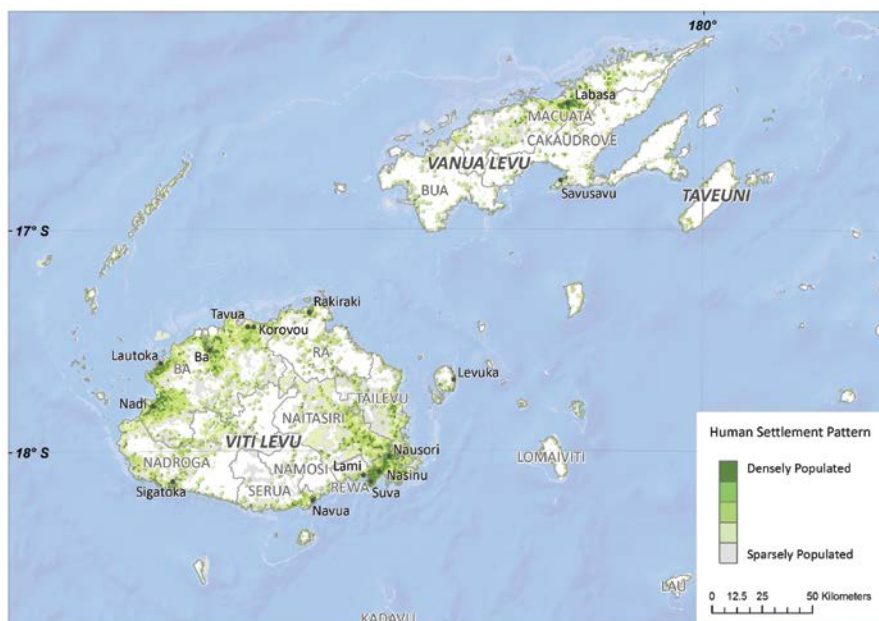 180°
Labasa
MACUATA
CAKAUDROVE
VANUA LEVU
BUA
Savusavu
TAVEUNI
17° S
Rakiraki
Tavua
Korovou
Lautoka
Ba
BA
RA
Levuka
Nadi
TAILEVU
NAITASIRI
VITI LEVU
Nausori
18° S
NADROGA
NAMOSI
Lami
Nasinu
LOMAIVITI
Sigatoka
SERUA
REWA
Suva
Navua
LAU
KADAVU
Human Settlement Pattern
Densely Populated
Sparsely Populated
0 12.5 25 50 Kilometers